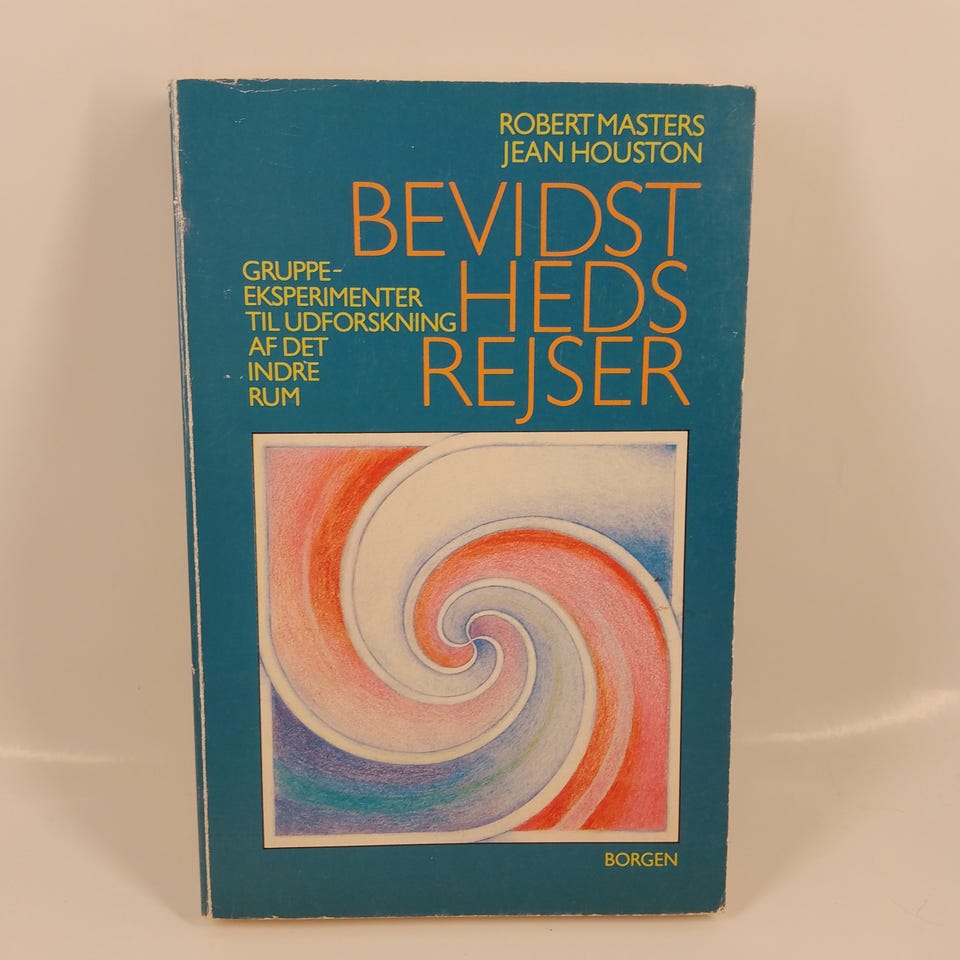 ROBERT MASTERS
JEAN HOUSTON
BEVIDST
HEDS
REJSER
GRUPPE-
EKSPERIMENTER
TIL UDFORSKNING
AF DET
INDRE
RUM
BORGEN